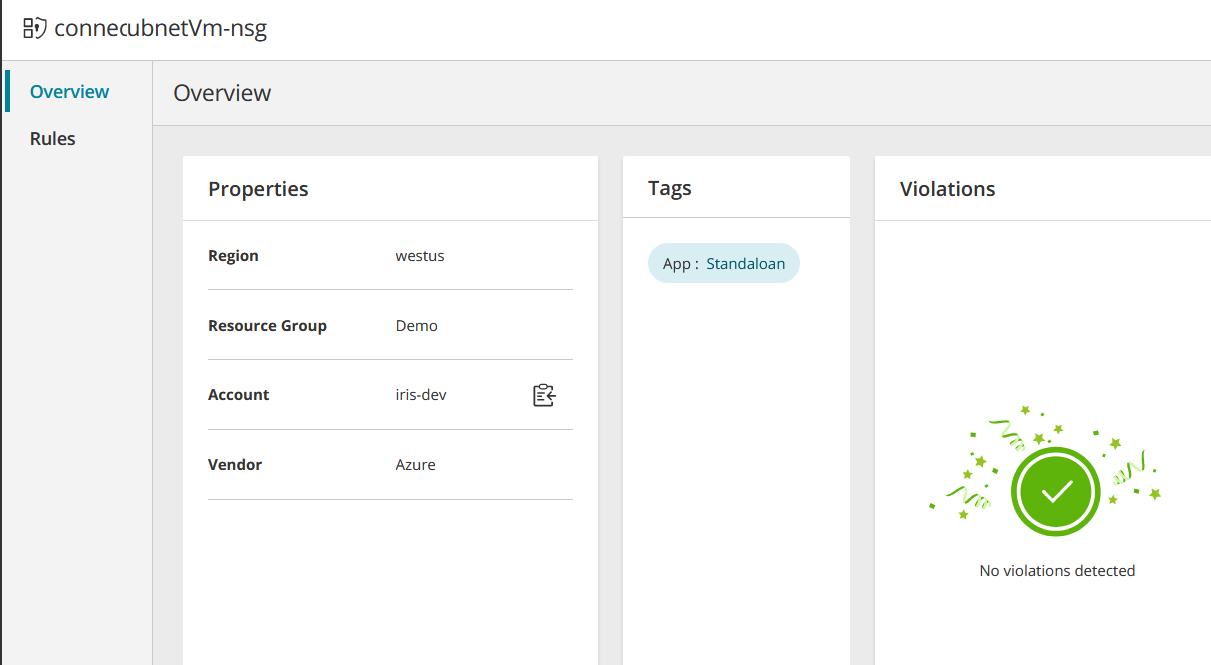 connecubnetVm-nsg
Overview
Rules
Overview
Properties
Region westus
Resource Group Demo
Account iris-dev
Vendor Azure
Tags
App : Standaloan
Violations
No violations detected